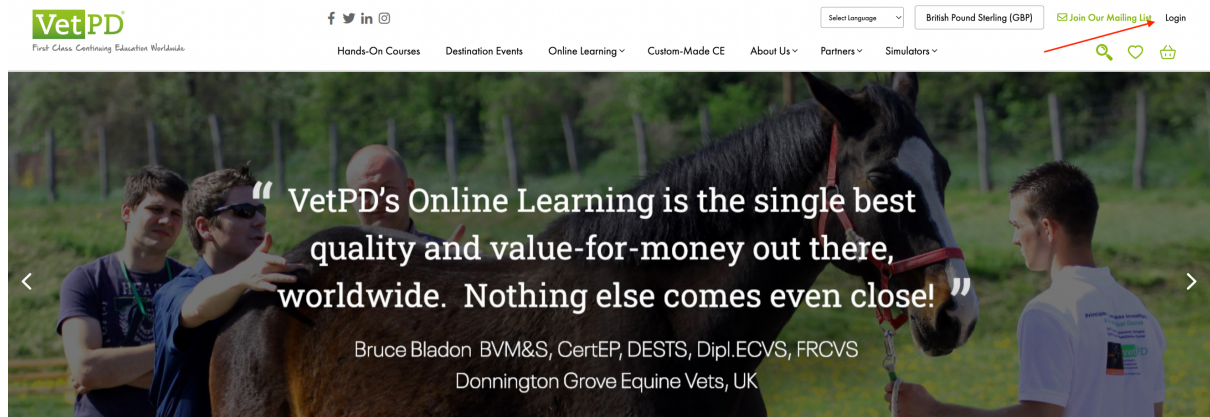 VetPD®
First Class Continuing Education Worldwide
Select Language
British Pound Sterling (GBP)
Join Our Mailing List
Login
Hands-On Courses
Destination Events
Online Learning
Custom-Made CE
About Us
Partners
Simulators
“ VetPD’s Online Learning is the single best
quality and value-for-money out there,
worldwide. Nothing else comes even close! ”
Bruce Bladon BVM&S, CertEP, DESTS, Dipl.ECVS, FRCVS
Donnington Grove Equine Vets, UK